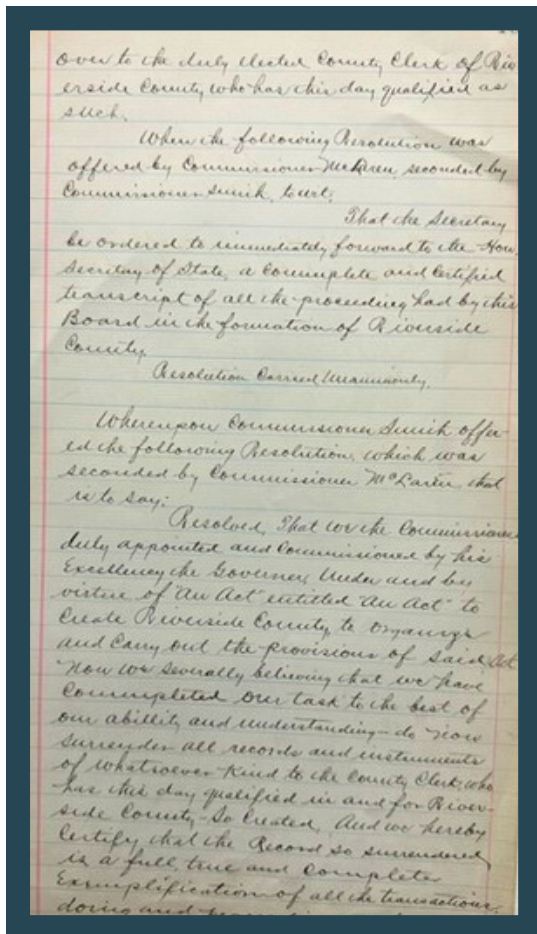 over to the duly elected County Clerk of Riv
erside County, who has this day qualified as
such.
When the following Resolution was
offered by Commissioner McLaren, seconded by
Commissioner Smith, towit;
That the Secretary
be ordered to immediately forward to the Hon.
Secretary of State, a Commplete and Certified
transcript of all the proceeding had by this
Board in the formation of Riverside
County.
Resolution Carried Unanimously.
Whereupon Commissioner Smith offer
ed the following Resolution, which was
seconded by Commissioner McLaren, that
is to say:
Resolved, That we the Commissioners
duly appointed and Commissioned by his
Excellency the Governor, Under and by
virtue of "An Act" entitled "An Act" to
Create Riverside County, to Organize
and Carry out the provisions of said Act
Now We severally believing that we have
Commpleted Our task to the best of
our abillity and understanding - do now
surrender all records and instruments
of whatsoever Kind to the County Clerk, who
has this day qualified in and for River-
side County - So Created, And we hereby
Certify that the Record so surrendered
is a full, true and Complete
Exemplification of all the transactions,
doing and